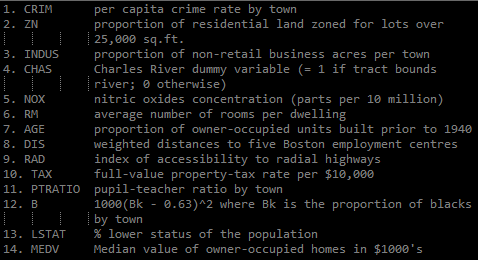 1. CRIM per capita crime rate by town
2. ZN proportion of residential land zoned for lots over
25,000 sq.ft.
3. INDUS proportion of non-retail business acres per town
4. CHAS Charles River dummy variable (= 1 if tract bounds
river; 0 otherwise)
5. NOX nitric oxides concentration (parts per 10 million)
6. RM average number of rooms per dwelling
7. AGE proportion of owner-occupied units built prior to 1940
8. DIS weighted distances to five Boston employment centres
9. RAD index of accessibility to radial highways
10. TAX full-value property-tax rate per $10,000
11. PTRATIO pupil-teacher ratio by town
12. B 1000(Bk - 0.63)^2 where Bk is the proportion of blacks
by town
13. LSTAT % lower status of the population
14. MEDV Median value of owner-occupied homes in $1000's